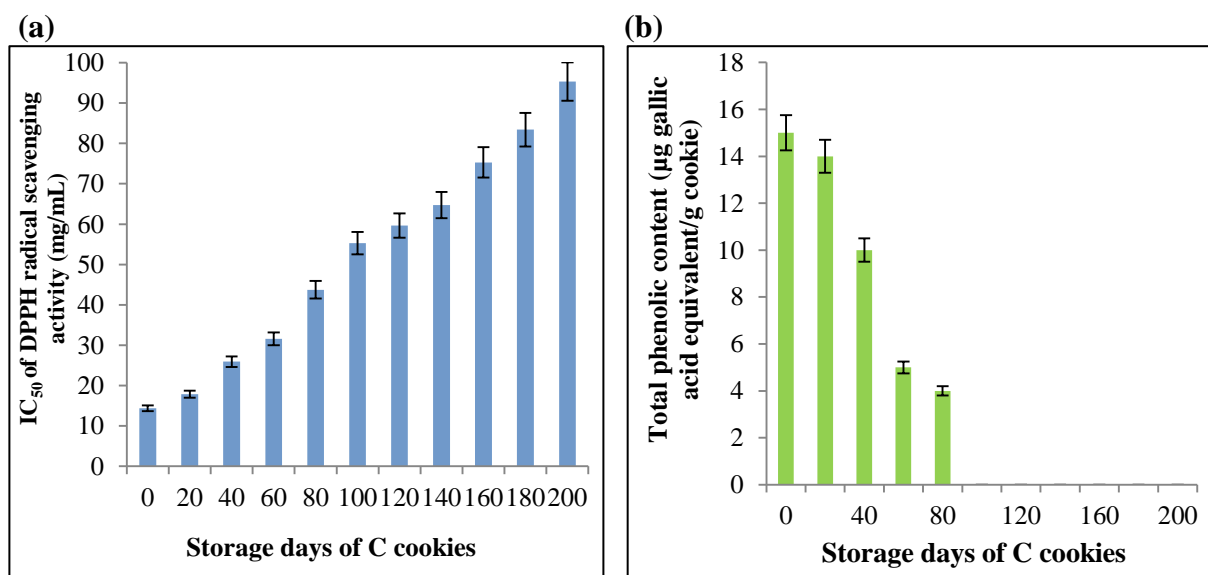 (a)
IC50 of DPPH radical scavenging
activity (mg/mL)
100
90
80
70
60
50
40
30
20
10
0
0 20 40 60 80 100 120 140 160 180 200
Storage days of C cookies
(b)
Total phenolic content (µg gallic
acid equivalent/g cookie)
18
16
14
12
10
8
6
4
2
0
0 40 80 120 160 200
Storage days of C cookies